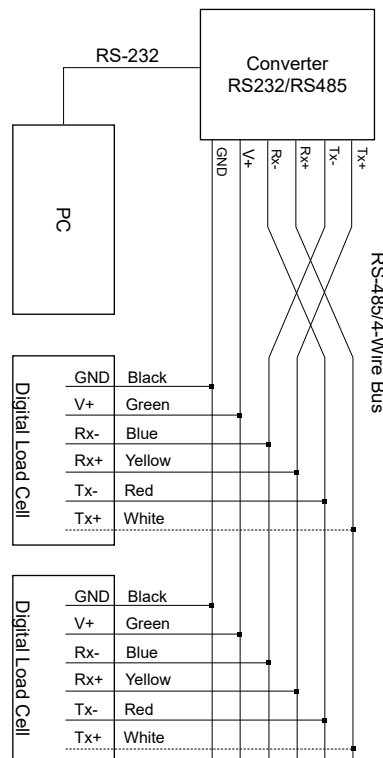 RS-232
Converter
RS232/RS485
GND
V+
Rx-
Rx+
Tx-
Tx+
PC
RS-485/4-Wire Bus
Digital Load Cell
GND Black
V+ Green
Rx- Blue
Rx+ Yellow
Tx- Red
Tx+ White
Digital Load Cell
GND Black
V+ Green
Rx- Blue
Rx+ Yellow
Tx- Red
Tx+ White